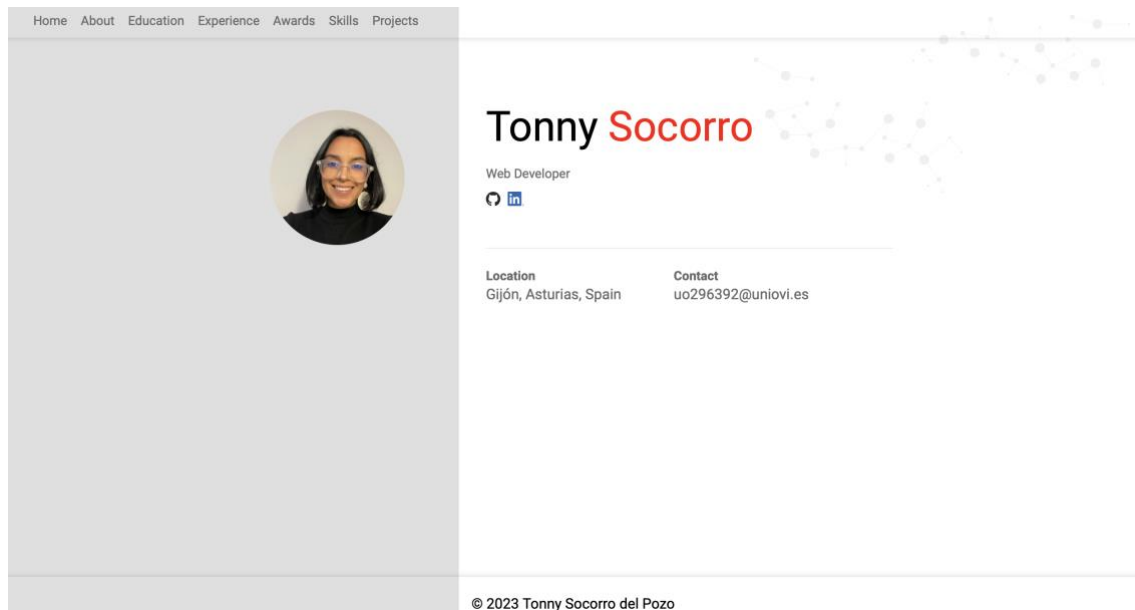 Home About Education Experience Awards Skills Projects
Tonny Socorro
Web Developer
in
Location
Gijón, Asturias, Spain
Contact
uo296392@uniovi.es
© 2023 Tonny Socorro del Pozo